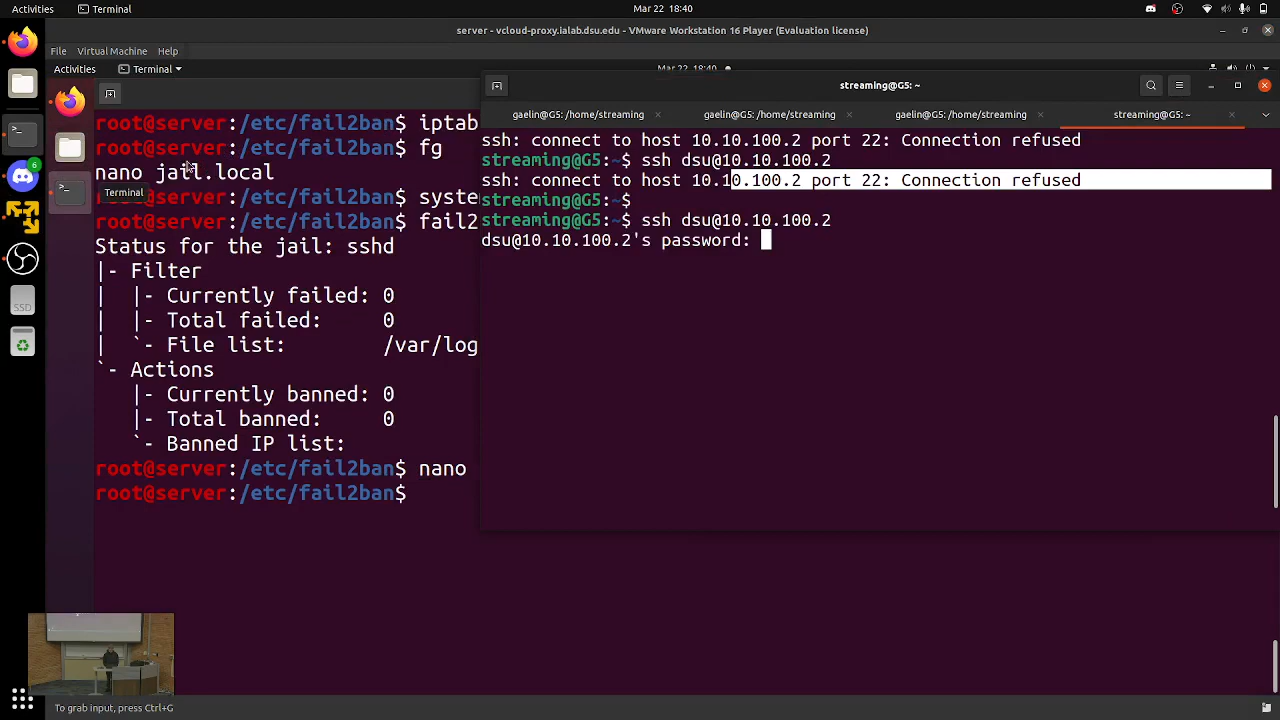 Activities
Terminal
Mar 22 18:40
server - vcloud-proxy.ialab.dsu.edu - VMware Workstation 16 Player (Evaluation license)
File Virtual Machine Help
Activities
Terminal
Mar 22 18:40
root@server:/etc/fail2ban$ iptab
root@server:/etc/fail2ban$ fg
nano jail.local
Terminal
root@server:/etc/fail2ban$ syste
root@server:/etc/fail2ban$ fail2
Status for the jail: sshd
|- Filter
| |- Currently failed: 0
| |- Total failed: 0
| `- File list: /var/log
`- Actions
|- Currently banned: 0
|- Total banned: 0
`- Banned IP list:
root@server:/etc/fail2ban$ nano
root@server:/etc/fail2ban$
streaming@G5: ~
gaelin@G5: /home/streaming
gaelin@G5: /home/streaming
gaelin@G5: /home/streaming
streaming@G5: ~
ssh: connect to host 10.10.100.2 port 22: Connection refused
streaming@G5:~$ ssh dsu@10.10.100.2
ssh: connect to host 10.10.100.2 port 22: Connection refused
streaming@G5:~$
streaming@G5:~$ ssh dsu@10.10.100.2
dsu@10.10.100.2's password:
6
SSD
To grab input, press Ctrl+G